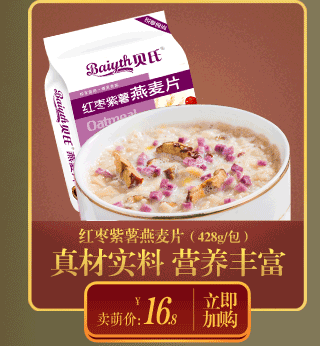 Baiyth贝氏
红枣紫薯燕麦片
Oatmeal
红枣紫薯燕麦片（428g/包）
真材实料 营养丰富
¥
卖萌价: 16.8
立即
加购